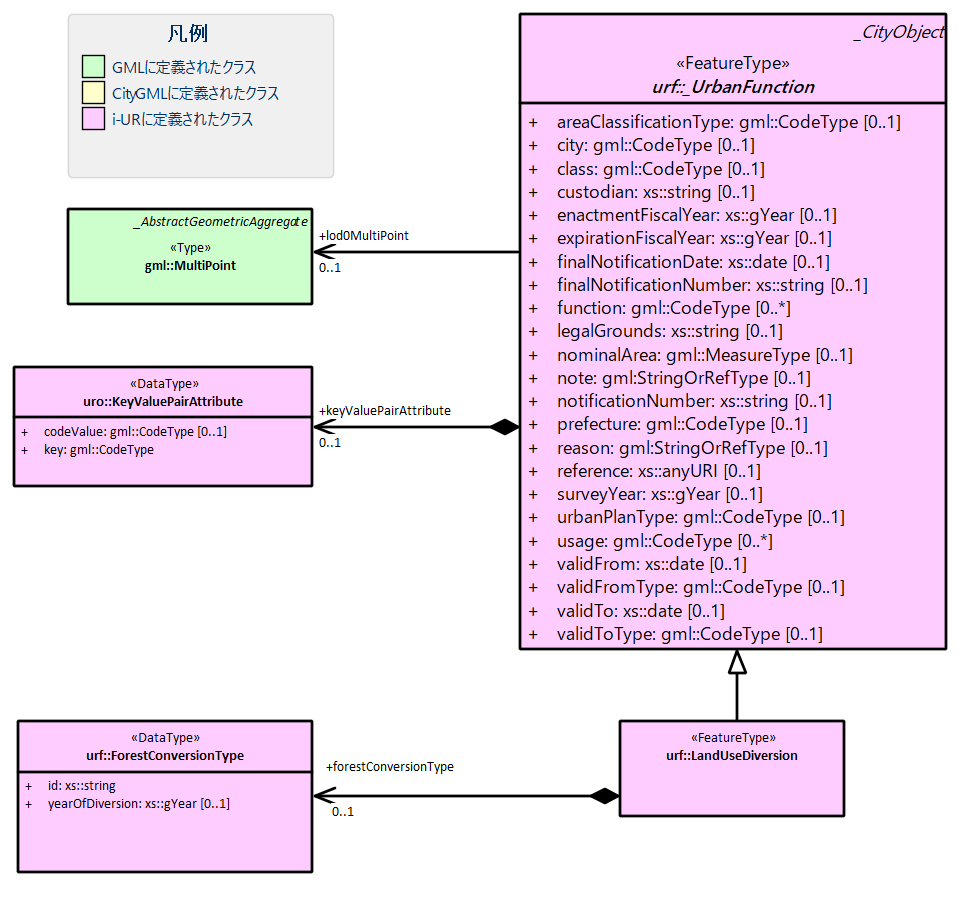 凡例
GMLに定義されたクラス
CityGMLに定義されたクラス
i-URに定義されたクラス
_CityObject
«FeatureType»
urf::_UrbanFunction
+ areaClassificationType: gml::CodeType [0..1]
+ city: gml::CodeType [0..1]
+ class: gml::CodeType [0..1]
+ custodian: xs::string [0..1]
+ enactmentFiscalYear: xs::gYear [0..1]
+ expirationFiscalYear: xs::gYear [0..1]
+ finalNotificationDate: xs::date [0..1]
+ finalNotificationNumber: xs::string [0..1]
+ function: gml::CodeType [0..*]
+ legalGrounds: xs::string [0..1]
+ nominalArea: gml::MeasureType [0..1]
+ note: gml:StringOrRefType [0..1]
+ notificationNumber: xs::string [0..1]
+ prefecture: gml::CodeType [0..1]
+ reason: gml:StringOrRefType [0..1]
+ reference: xs::anyURI [0..1]
+ surveyYear: xs::gYear [0..1]
+ urbanPlanType: gml::CodeType [0..1]
+ usage: gml::CodeType [0..*]
+ validFrom: xs::date [0..1]
+ validFromType: gml::CodeType [0..1]
+ validTo: xs::date [0..1]
+ validToType: gml::CodeType [0..1]
_AbstractGeometricAggregate
«Type»
gml::MultiPoint
+lod0MultiPoint
0..1
«DataType»
uro::KeyValuePairAttribute
+ codeValue: gml::CodeType [0..1]
+ key: gml::CodeType
+keyValuePairAttribute
0..1
«DataType»
urf::ForestConversionType
+ id: xs::string
+ yearOfDiversion: xs::gYear [0..1]
+forestConversionType
0..1
«FeatureType»
urf::LandUseDiversion